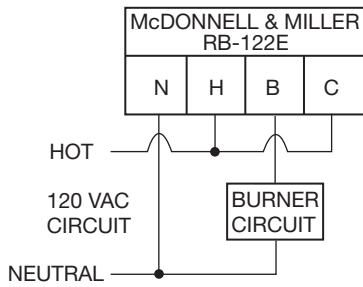 McDONNELL & MILLER
RB-122E
N H B C
HOT
120 VAC
CIRCUIT
BURNER
CIRCUIT
NEUTRAL